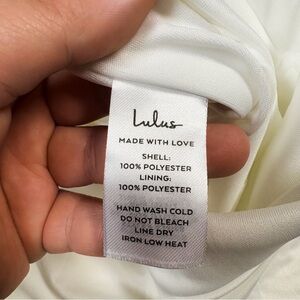 Lulus
MADE WITH LOVE
SHELL:
100% POLYESTER
LINING:
100% POLYESTER
HAND WASH COLD
DO NOT BLEACH
LINE DRY
IRON LOW HEAT